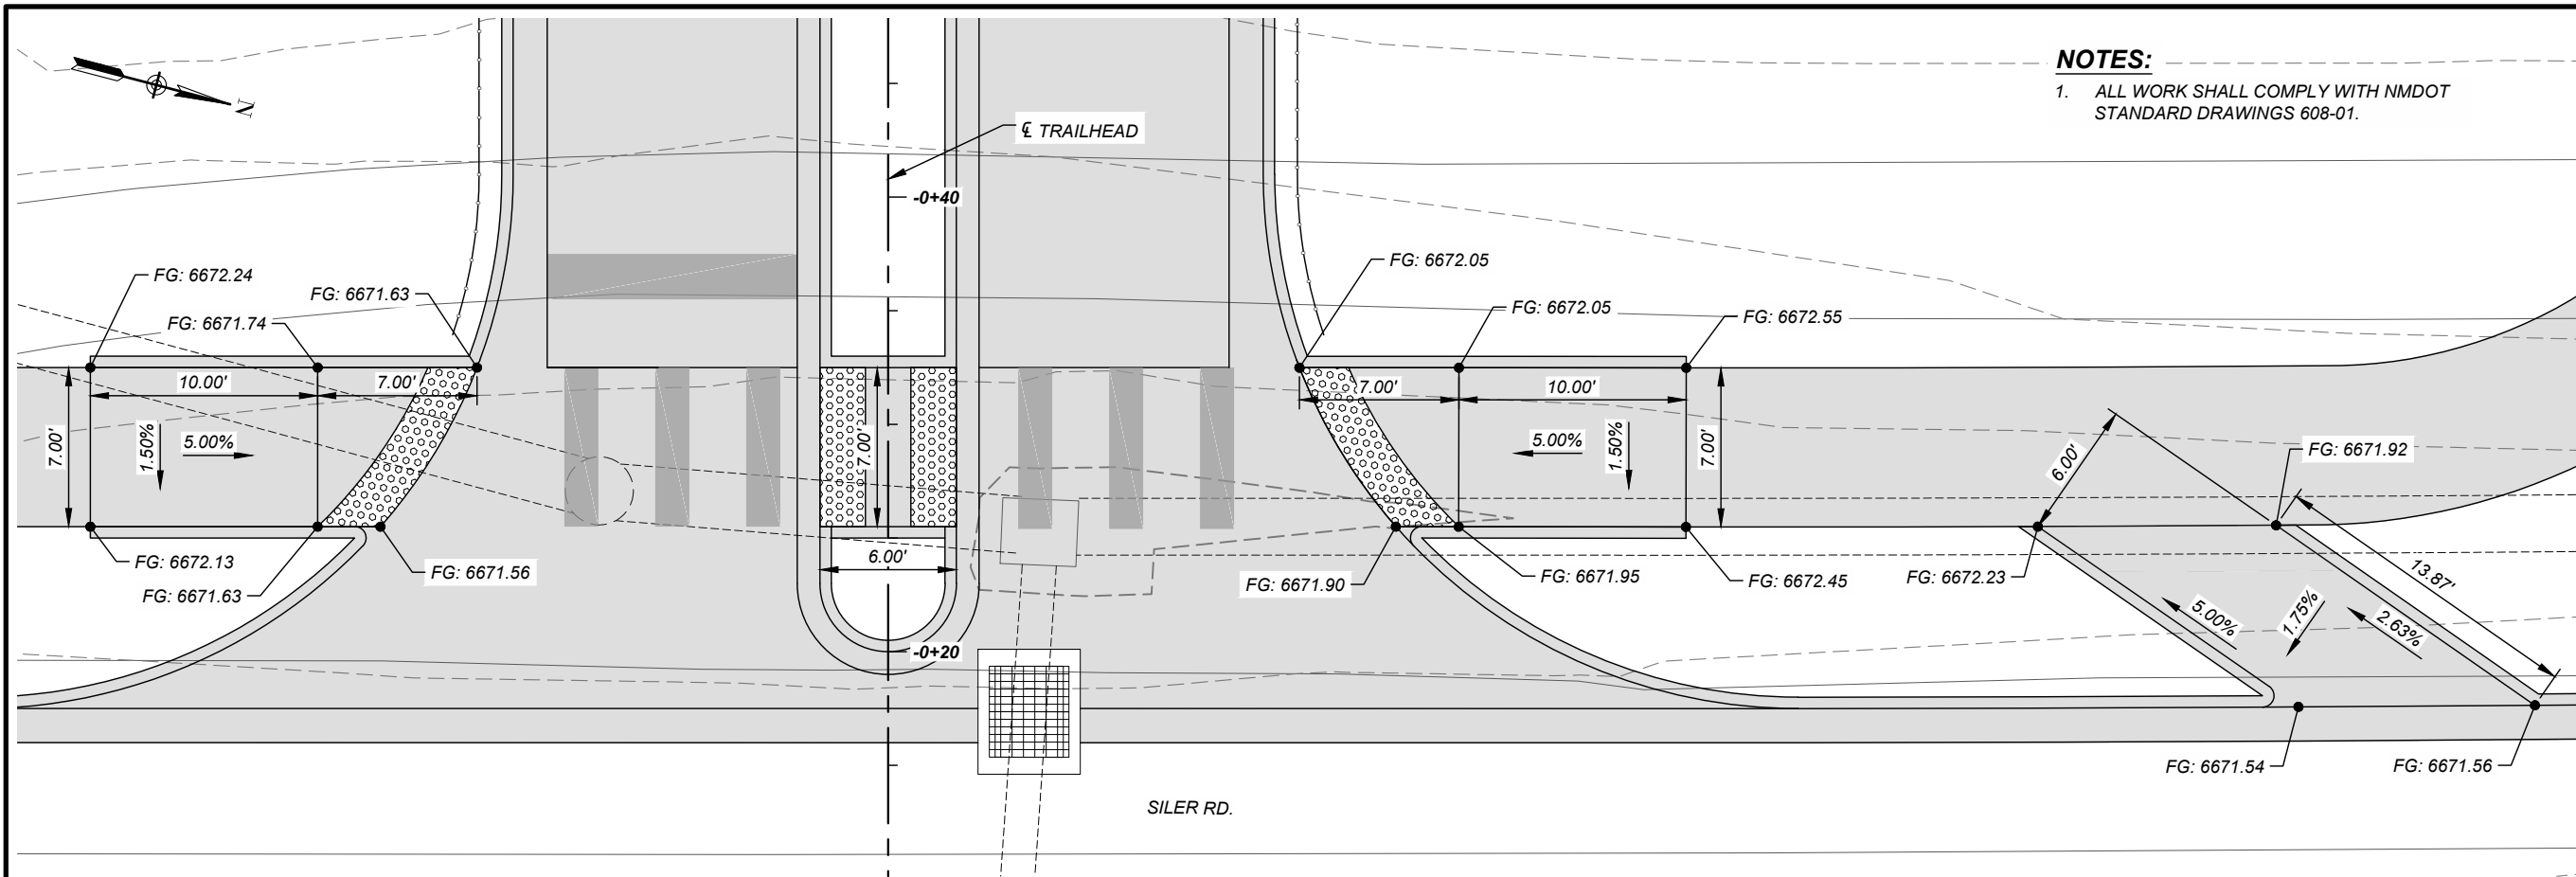 NOTES:
1. ALL WORK SHALL COMPLY WITH NMDOT
STANDARD DRAWINGS 608-01.
N
℄ TRAILHEAD
-0+40
FG: 6672.24
FG: 6671.63
FG: 6671.74
FG: 6672.05
FG: 6672.05
FG: 6672.55
10.00'
7.00'
7.00'
10.00'
7.00'
1.50%
5.00%
7.00'
5.00%
1.50%
7.00'
6.00'
FG: 6671.92
FG: 6672.13
FG: 6671.63
FG: 6671.56
6.00'
FG: 6671.90
FG: 6671.95
FG: 6672.45
FG: 6672.23
13.87'
5.00%
1.75%
2.63%
-0+20
FG: 6671.54
FG: 6671.56
SILER RD.